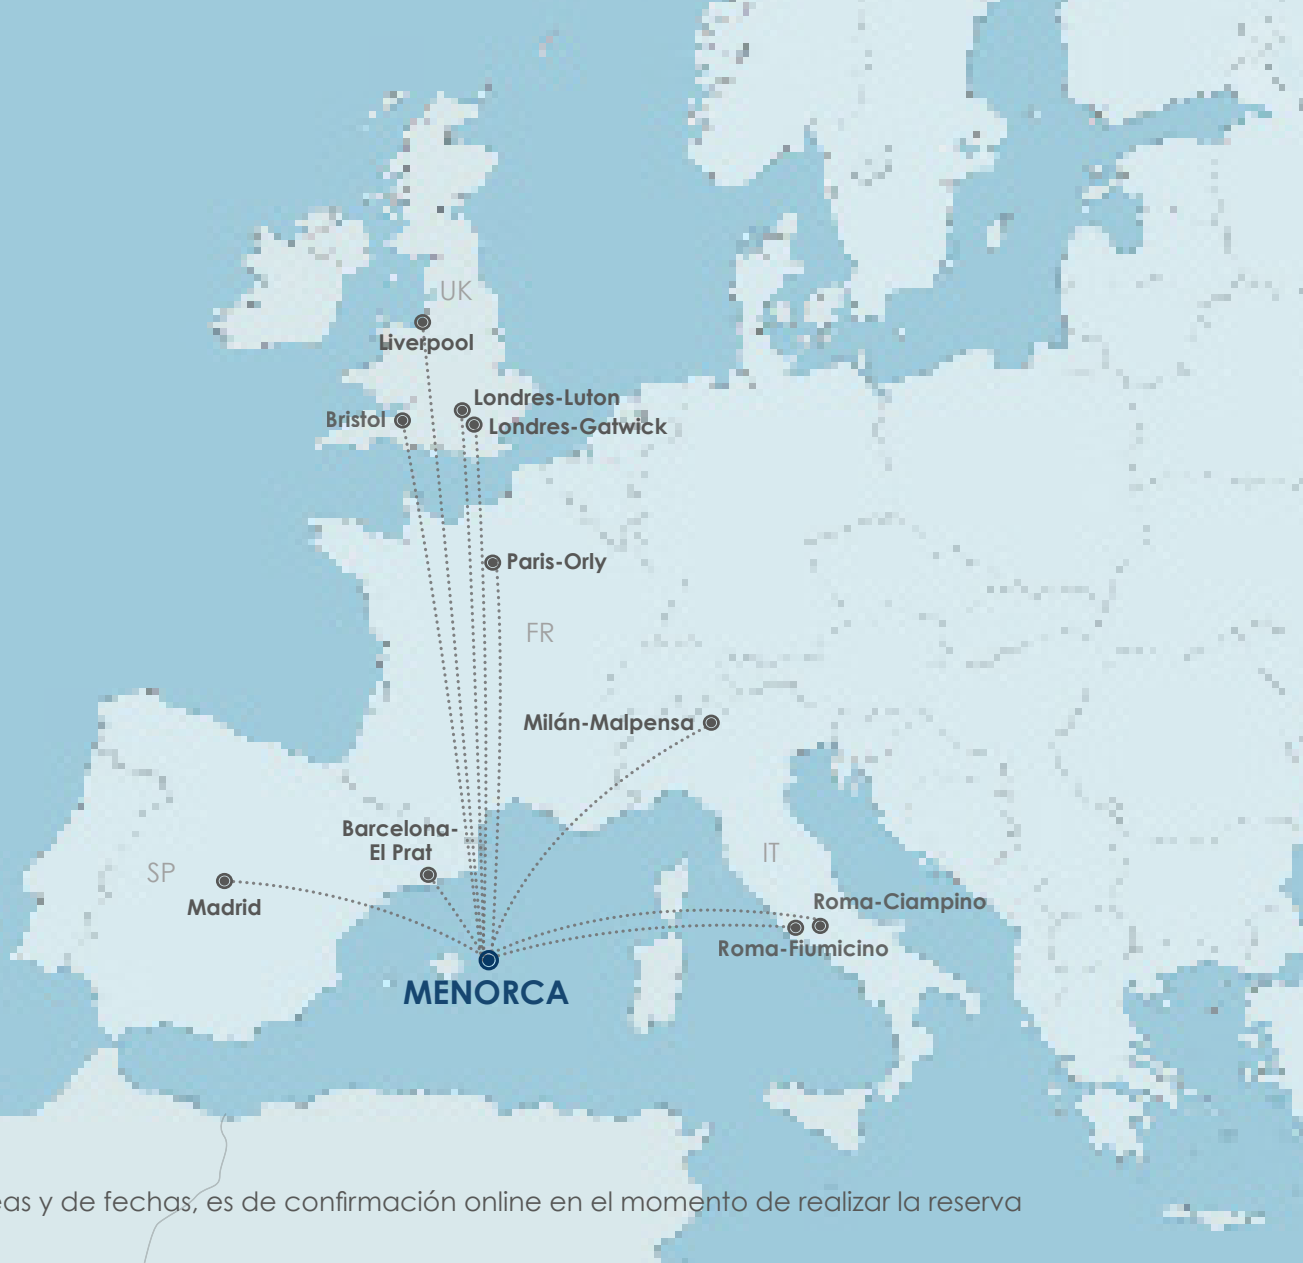 UK
Liverpool
Londres-Luton
Bristol
Londres-Gatwick
Paris-Orly
FR
Milán-Malpensa
Barcelona-
El Prat
IT
SP
Madrid
Roma-Ciampino
Roma-Fiumicino
MENORCA
y de fechas, es de confirmación online en el momento de realizar la reserva